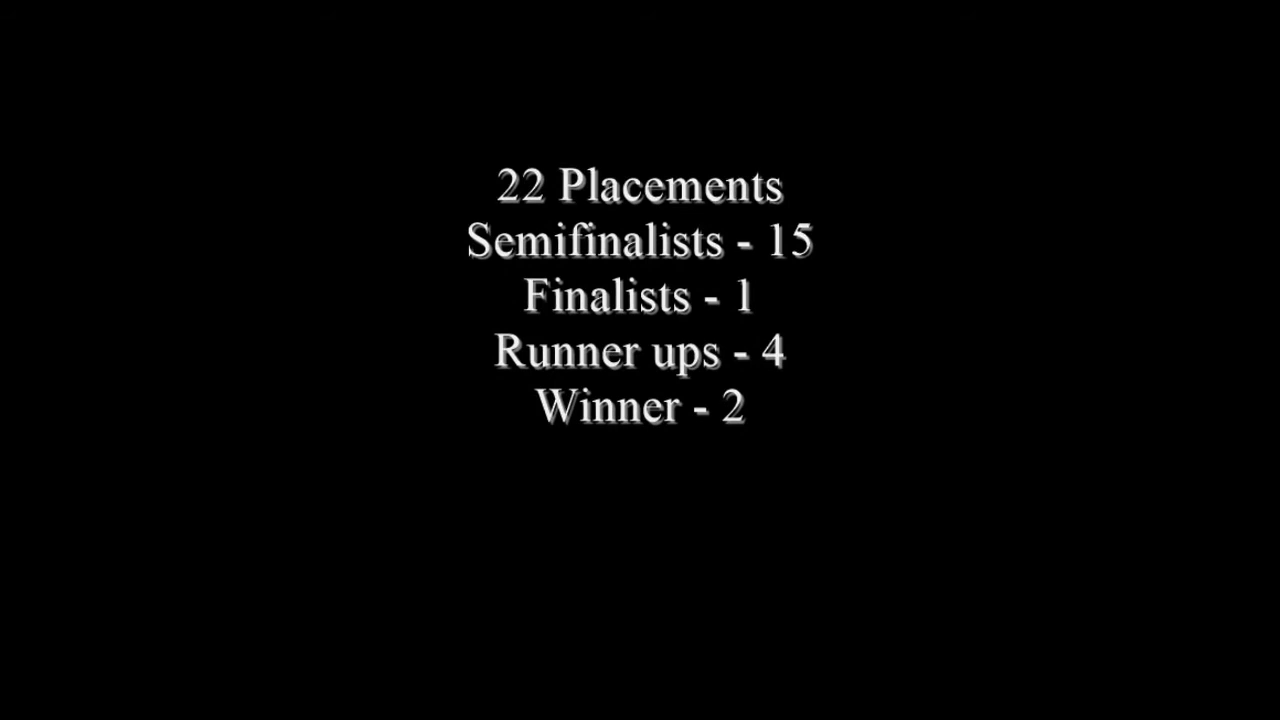 22 Placements
Semifinalists - 15
Finalists - 1
Runner ups - 4
Winner - 2